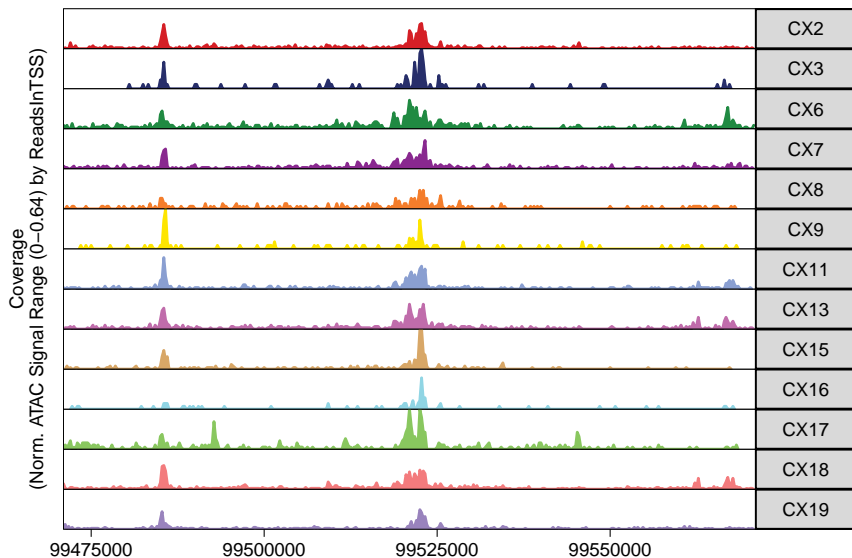 Coverage
(Norm. ATAC Signal Range (0−0.64) by ReadsInTSS)
CX2
CX3
CX6
CX7
CX8
CX9
CX11
CX13
CX15
CX16
CX17
CX18
CX19
99475000 99500000 99525000 99550000